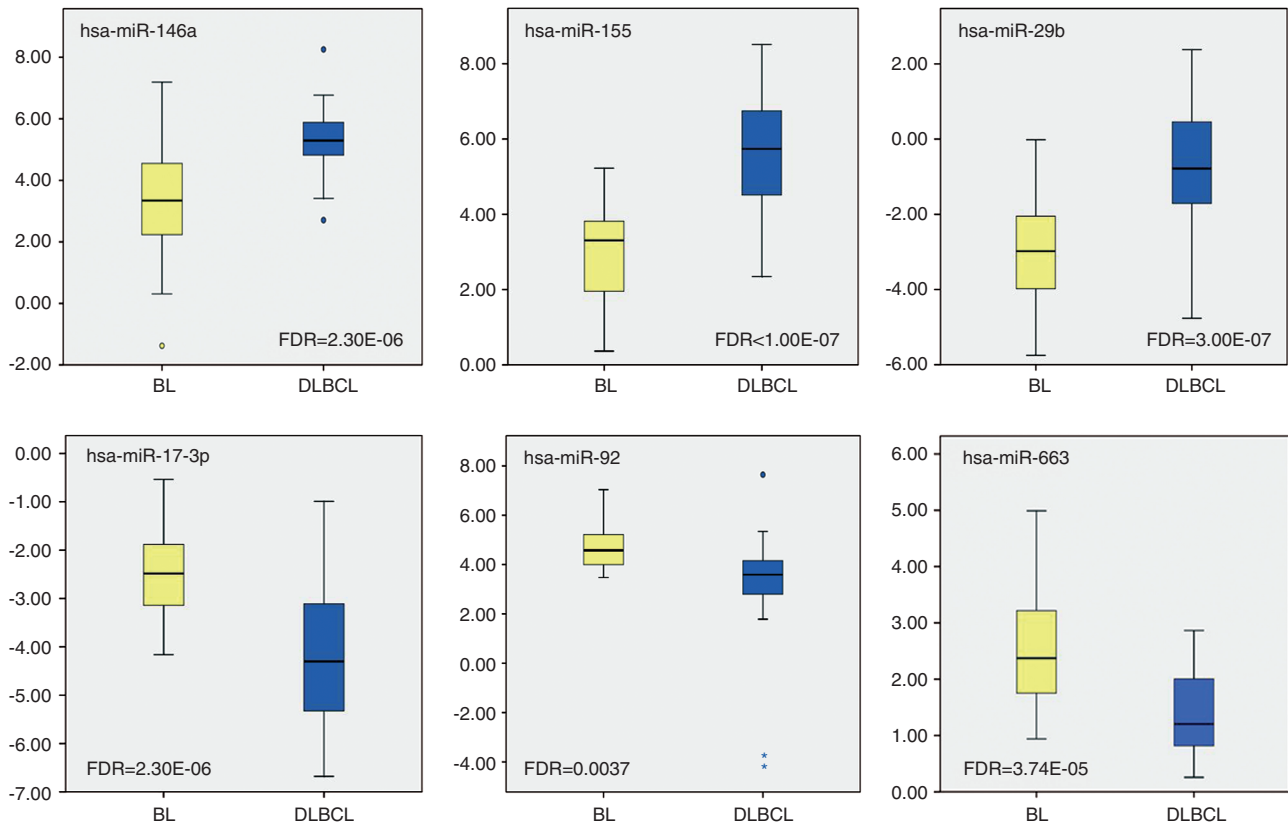 hsa-miR-146a
8.00
6.00
4.00
2.00
0.00
-2.00
FDR=2.30E-06
BL
DLBCL
hsa-miR-155
8.00
6.00
4.00
2.00
0.00
FDR<1.00E-07
BL
DLBCL
hsa-miR-29b
2.00
0.00
-2.00
-4.00
-6.00
FDR=3.00E-07
BL
DLBCL
hsa-miR-17-3p
0.00
-1.00
-2.00
-3.00
-4.00
-5.00
-6.00
-7.00
FDR=2.30E-06
BL
DLBCL
hsa-miR-92
8.00
6.00
4.00
2.00
0.00
-2.00
-4.00
*
*
FDR=0.0037
BL
DLBCL
hsa-miR-663
6.00
5.00
4.00
3.00
2.00
1.00
0.00
FDR=3.74E-05
BL
DLBCL